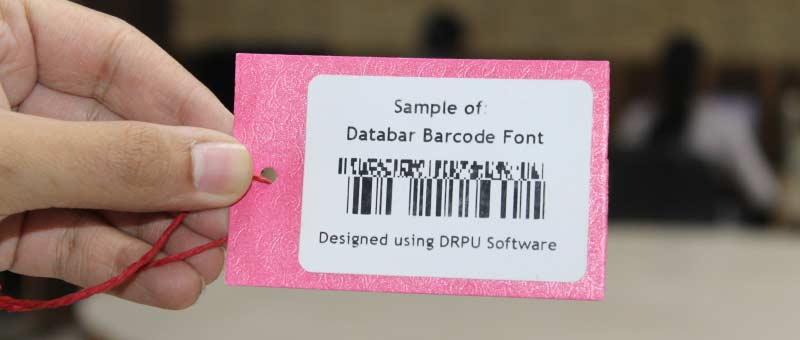 Sample of:
Databar Barcode Font
Designed using DRPU Software